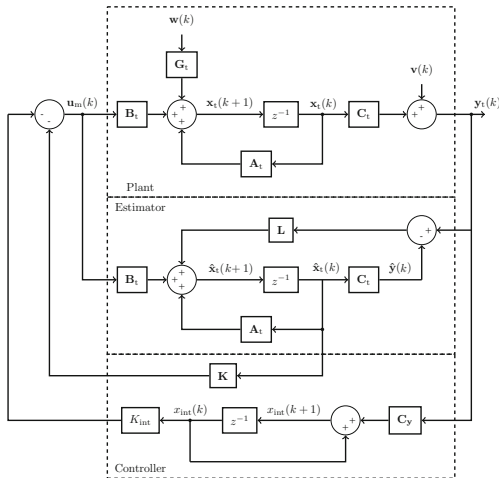 w(k)
G_t
v(k)
u_m(k)
x_t(k+1)
x_t(k)
y_t(k)
- B_t + + z^{-1} C_t + +
-
+
A_t
Plant
Estimator
L
- +
x̂_t(k+1)
x̂_t(k)
ŷ(k)
B_t + + z^{-1} C_t
+
A_t
K
x_int(k)
x_int(k+1)
K_int z^{-1} + C_y
+
Controller